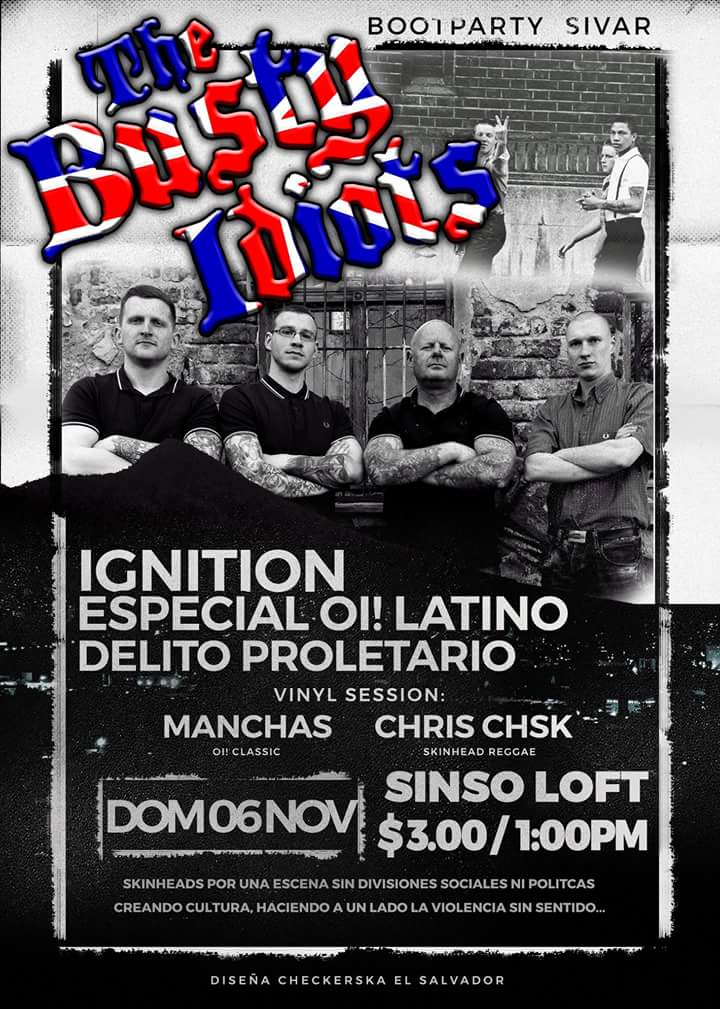 BOOTPARTY SIVAR
The
Busty
Idiots
IGNITION
ESPECIAL OI! LATINO
DELITO PROLETARIO
VINYL SESSION:
MANCHAS CHRIS CHSK
OI! CLASSIC SKINHEAD REGGAE
DOM 06 NOV
SINSO LOFT
$3.00 / 1:00PM
SKINHEADS POR UNA ESCENA SIN DIVISIONES SOCIALES NI POLITCAS
CREANDO CULTURA, HACIENDO A UN LADO LA VIOLENCIA SIN SENTIDO...
DISEÑA CHECKERSKA EL SALVADOR